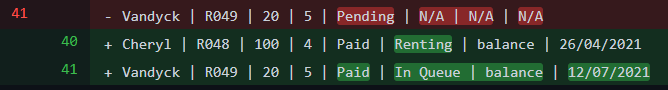 41 - Vandyck | R049 | 20 | 5 | Pending | N/A | N/A | N/A
40 + Cheryl | R048 | 100 | 4 | Paid | Renting | balance | 26/04/2021
41 + Vandyck | R049 | 20 | 5 | Paid | In Queue | balance | 12/07/2021